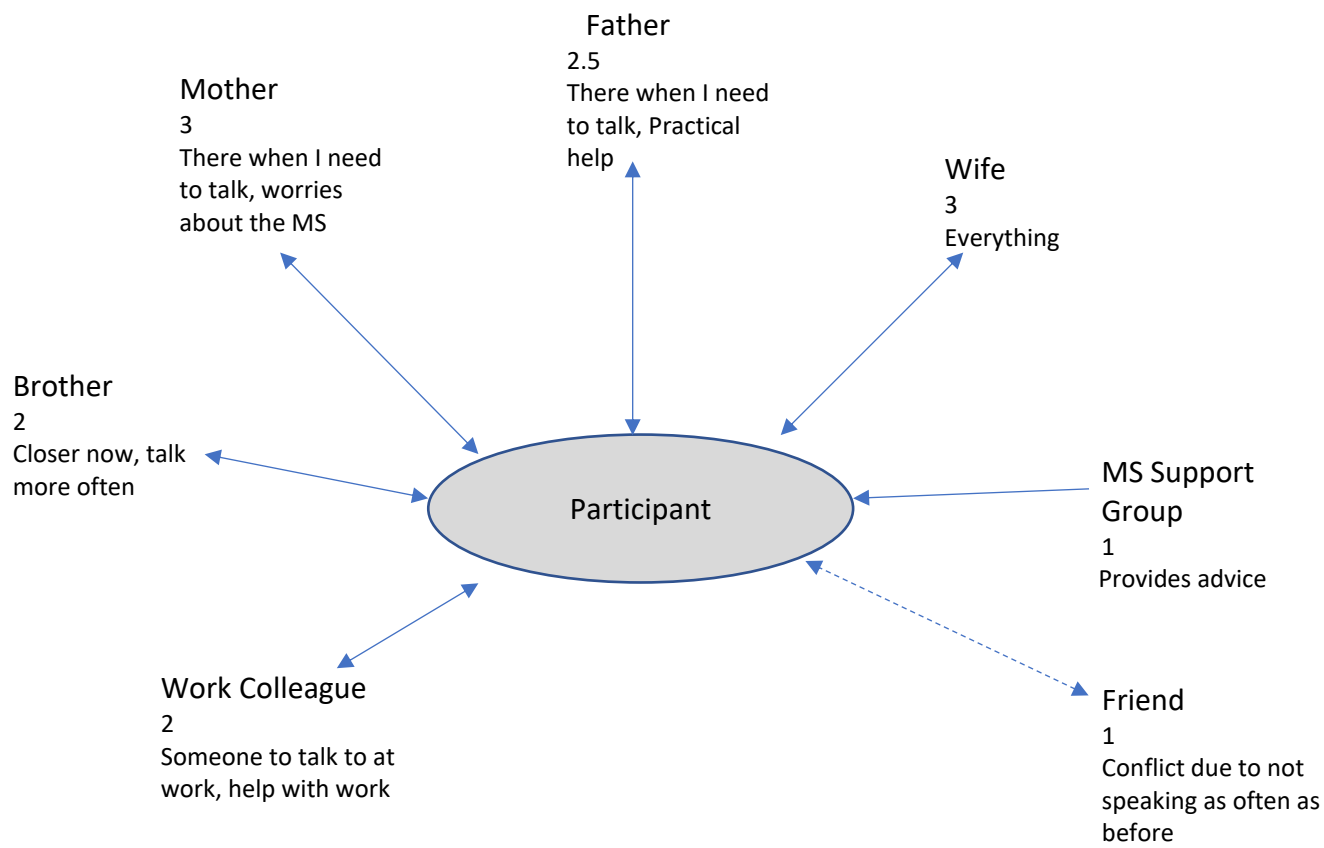 Father
2.5
There when I need
to talk, Practical
help
Mother
3
There when I need
to talk, worries
about the MS
Wife
3
Everything
Brother
2
Closer now, talk
more often
Participant
MS Support
Group
1
Provides advice
Work Colleague
2
Someone to talk to at
work, help with work
Friend
1
Conflict due to not
speaking as often as
before